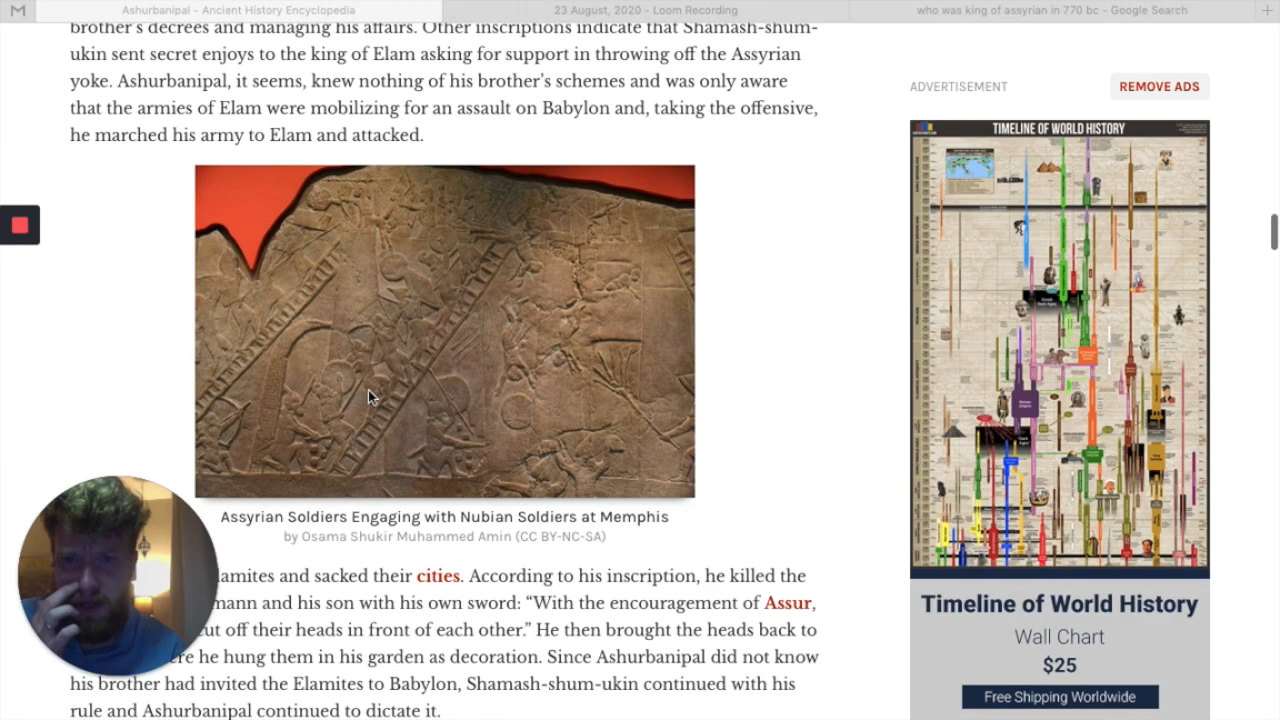 Ashurbanipal - Ancient History Encyclopedia
23 August, 2020 - Loom Recording
who was king of assyrian in 770 bc - Google Search
brother's decrees and managing his affairs. Other inscriptions indicate that Shamash-shum-
ukin sent secret enjoys to the king of Elam asking for support in throwing off the Assyrian
yoke. Ashurbanipal, it seems, knew nothing of his brother's schemes and was only aware
that the armies of Elam were mobilizing for an assault on Babylon and, taking the offensive,
he marched his army to Elam and attacked.
Assyrian Soldiers Engaging with Nubian Soldiers at Memphis
by Osama Shukir Muhammed Amin (CC BY-NC-SA)
lamites and sacked their cities. According to his inscription, he killed the
mann and his son with his own sword: “With the encouragement of Assur,
cut off their heads in front of each other.” He then brought the heads back to
he hung them in his garden as decoration. Since Ashurbanipal did not know
his brother had invited the Elamites to Babylon, Shamash-shum-ukin continued with his
rule and Ashurbanipal continued to dictate it.
ADVERTISEMENT
REMOVE ADS
TIMELINE OF WORLD HISTORY
Timeline of World History
Wall Chart
$25
Free Shipping Worldwide